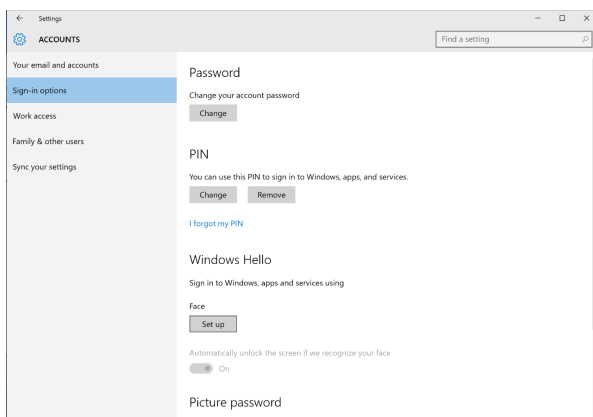 Settings
ACCOUNTS
Find a setting
Your email and accounts
Sign-in options
Work access
Family & other users
Sync your settings
Password
Change your account password
Change
PIN
You can use this PIN to sign in to Windows, apps, and services.
Change Remove
I forgot my PIN
Windows Hello
Sign in to Windows, apps and services using
Face
Set up
Automatically unlock the screen if we recognize your face
On
Picture password